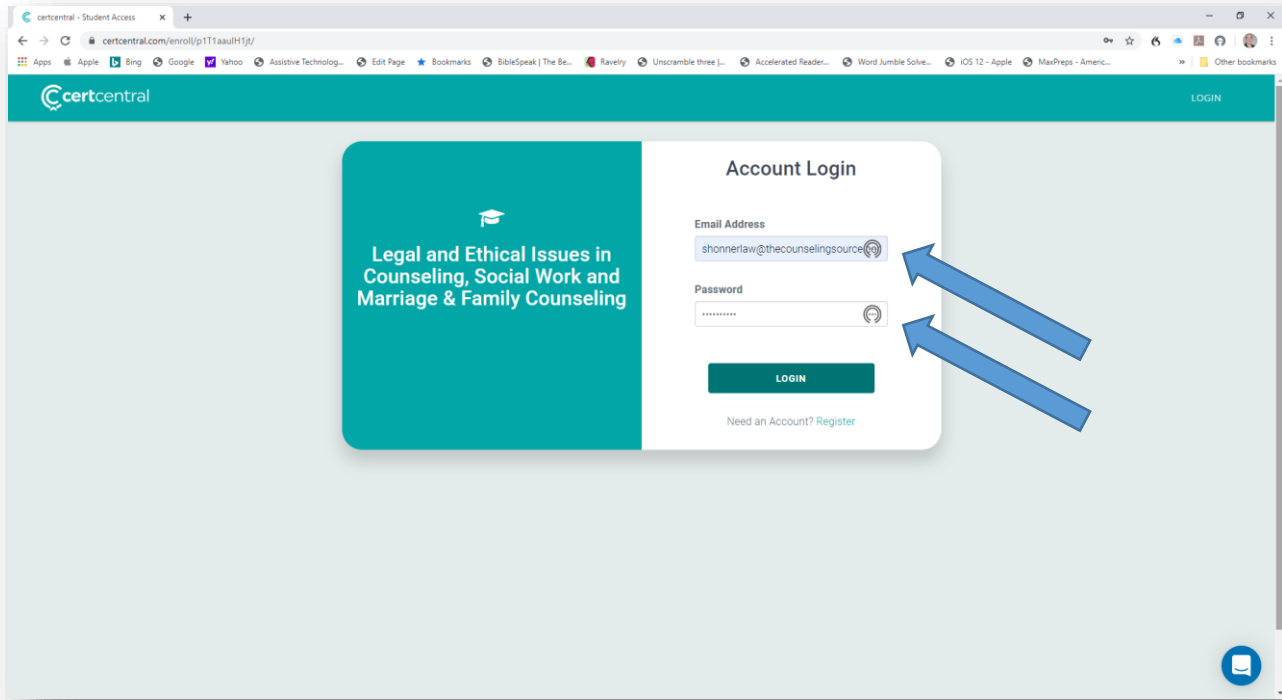 certcentral - Student Access
certcentral.com/enroll/p1T1aaulH1jt/
Apps Apple Bing Google Yahoo Assistive Technolog... Edit Page Bookmarks BibleSpeak | The Be... Ravelry Unscramble three |... Accelerated Reader... Word Jumble Solve... iOS 12 - Apple MaxPreps - Americ... » Other bookmarks
certcentral
LOGIN
Legal and Ethical Issues in
Counseling, Social Work and
Marriage & Family Counseling
Account Login
Email Address
shonnerlaw@thecounselingsource
Password
••••••••••
LOGIN
Need an Account? Register